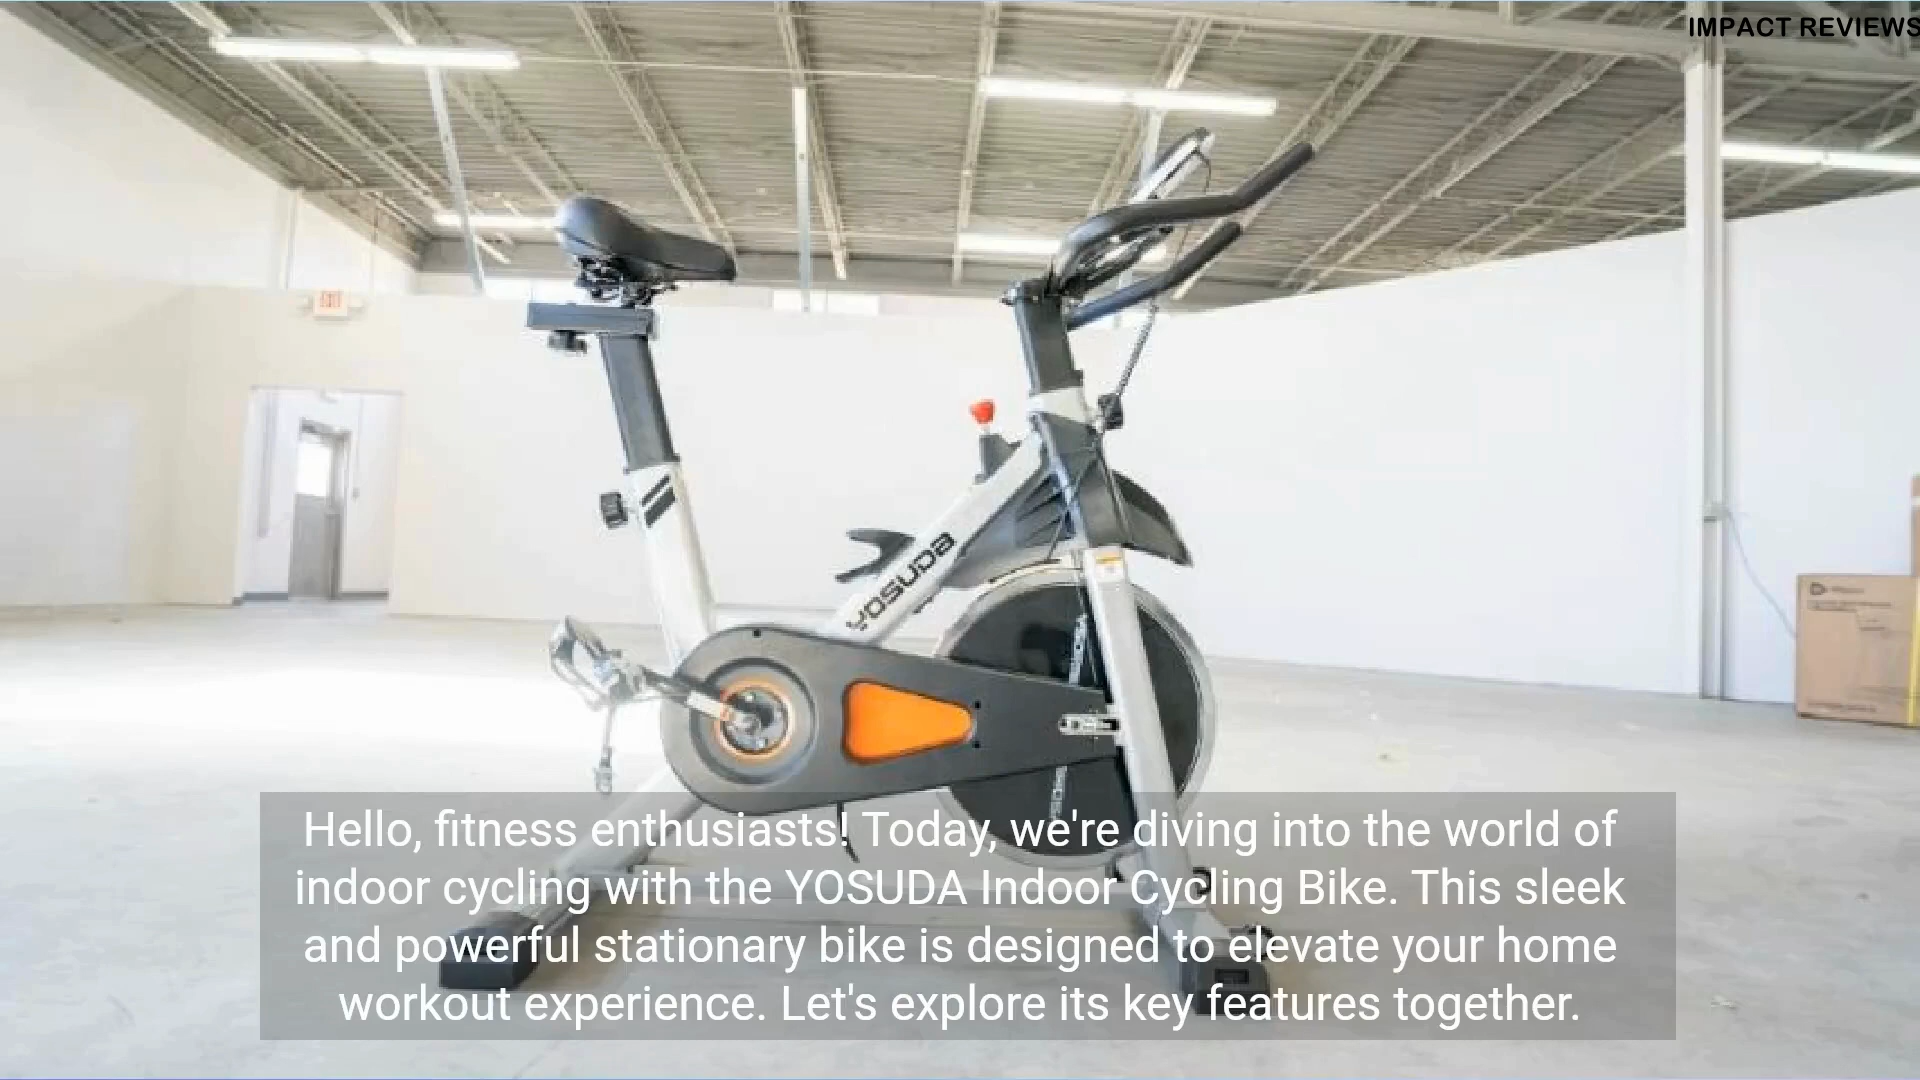 IMPACT REVIEWS
EXIT
YOSUDA
Hello, fitness enthusiasts! Today, we're diving into the world of
indoor cycling with the YOSUDA Indoor Cycling Bike. This sleek
and powerful stationary bike is designed to elevate your home
workout experience. Let's explore its key features together.